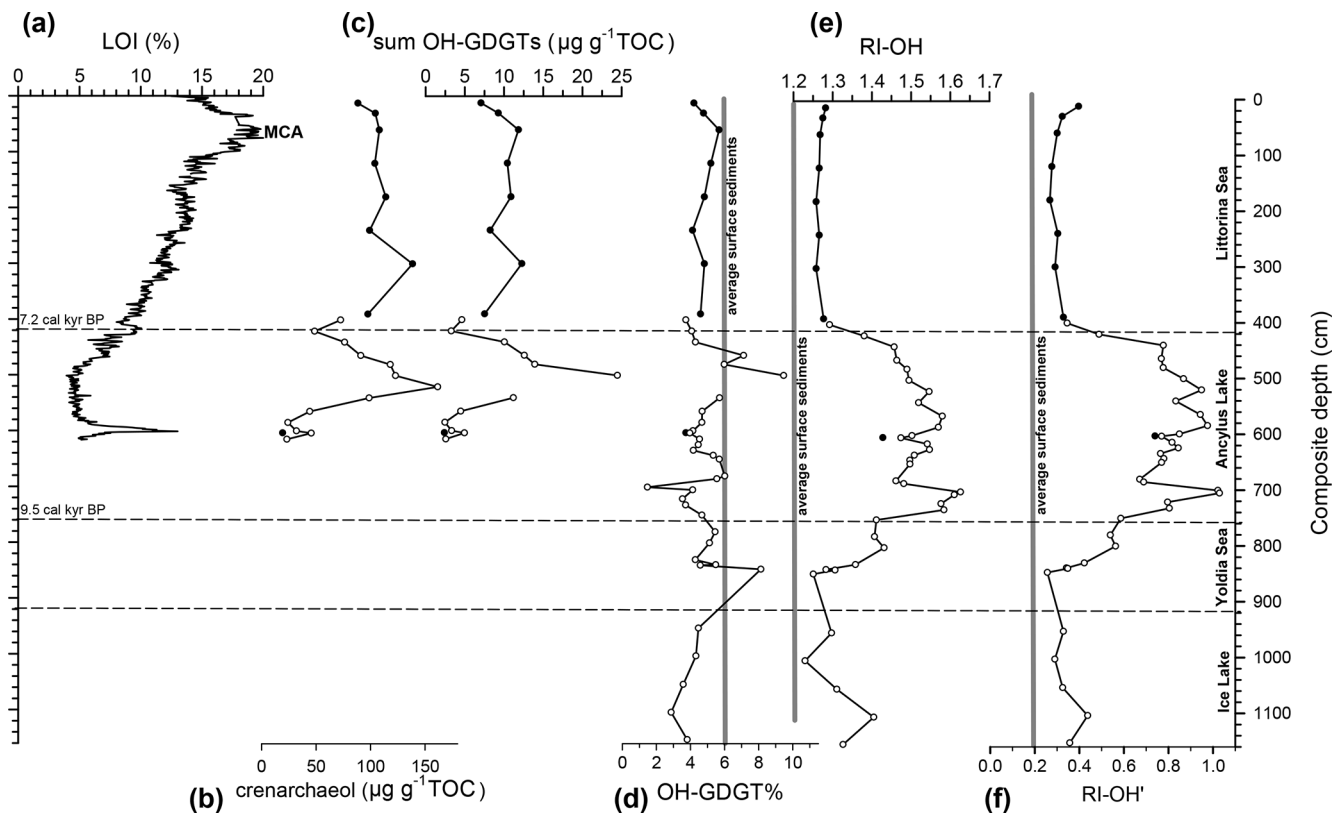 (a)
(c)
(e)
LOI (%)
sum OH-GDGTs (µg g⁻¹TOC)
RI-OH
0 5 10 15 20
0 5 10 15 20 25
1.2 1.3 1.4 1.5 1.6 1.7
MCA
7.2 cal kyr BP
9.5 cal kyr BP
average surface sediments
average surface sediments
average surface sediments
Littorina Sea
Ancylus Lake
Yoldia Sea
Ice Lake
0
100
200
300
400
500
600
700
800
900
1000
1100
Composite depth (cm)
0 50 100 150
0 2 4 6 8 10
0.0 0.2 0.4 0.6 0.8 1.0
(b)
crenarchaeol (µg g⁻¹TOC)
(d)
OH-GDGT%
(f)
RI-OH'